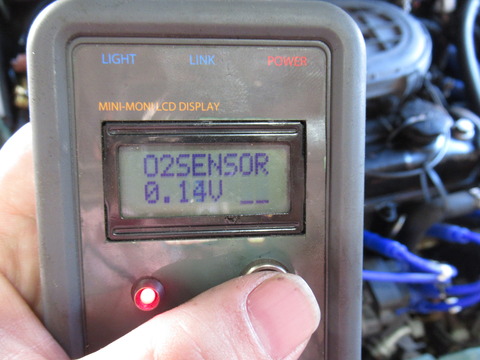 LIGHT LINK POWER
MINI-MONI LCD DISPLAY
O2SENSOR
0.14V __